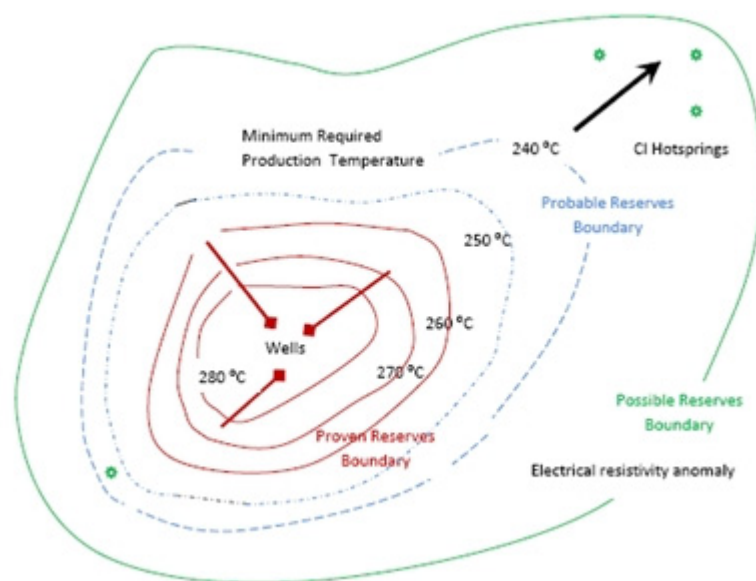 Minimum Required
Production Temperature
240 °C
CI Hotsprings
Probable Reserves
Boundary
250 °C
260 °C
Wells
280 °C
270 °C
Possible Reserves
Boundary
Proven Reserves
Boundary
Electrical resistivity anomaly